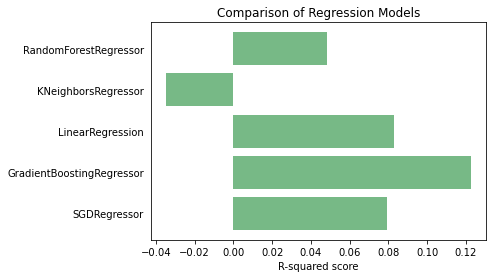 Comparison of Regression Models
RandomForestRegressor
KNeighborsRegressor
LinearRegression
GradientBoostingRegressor
SGDRegressor
−0.04 −0.02 0.00 0.02 0.04 0.06 0.08 0.10 0.12
R-squared score